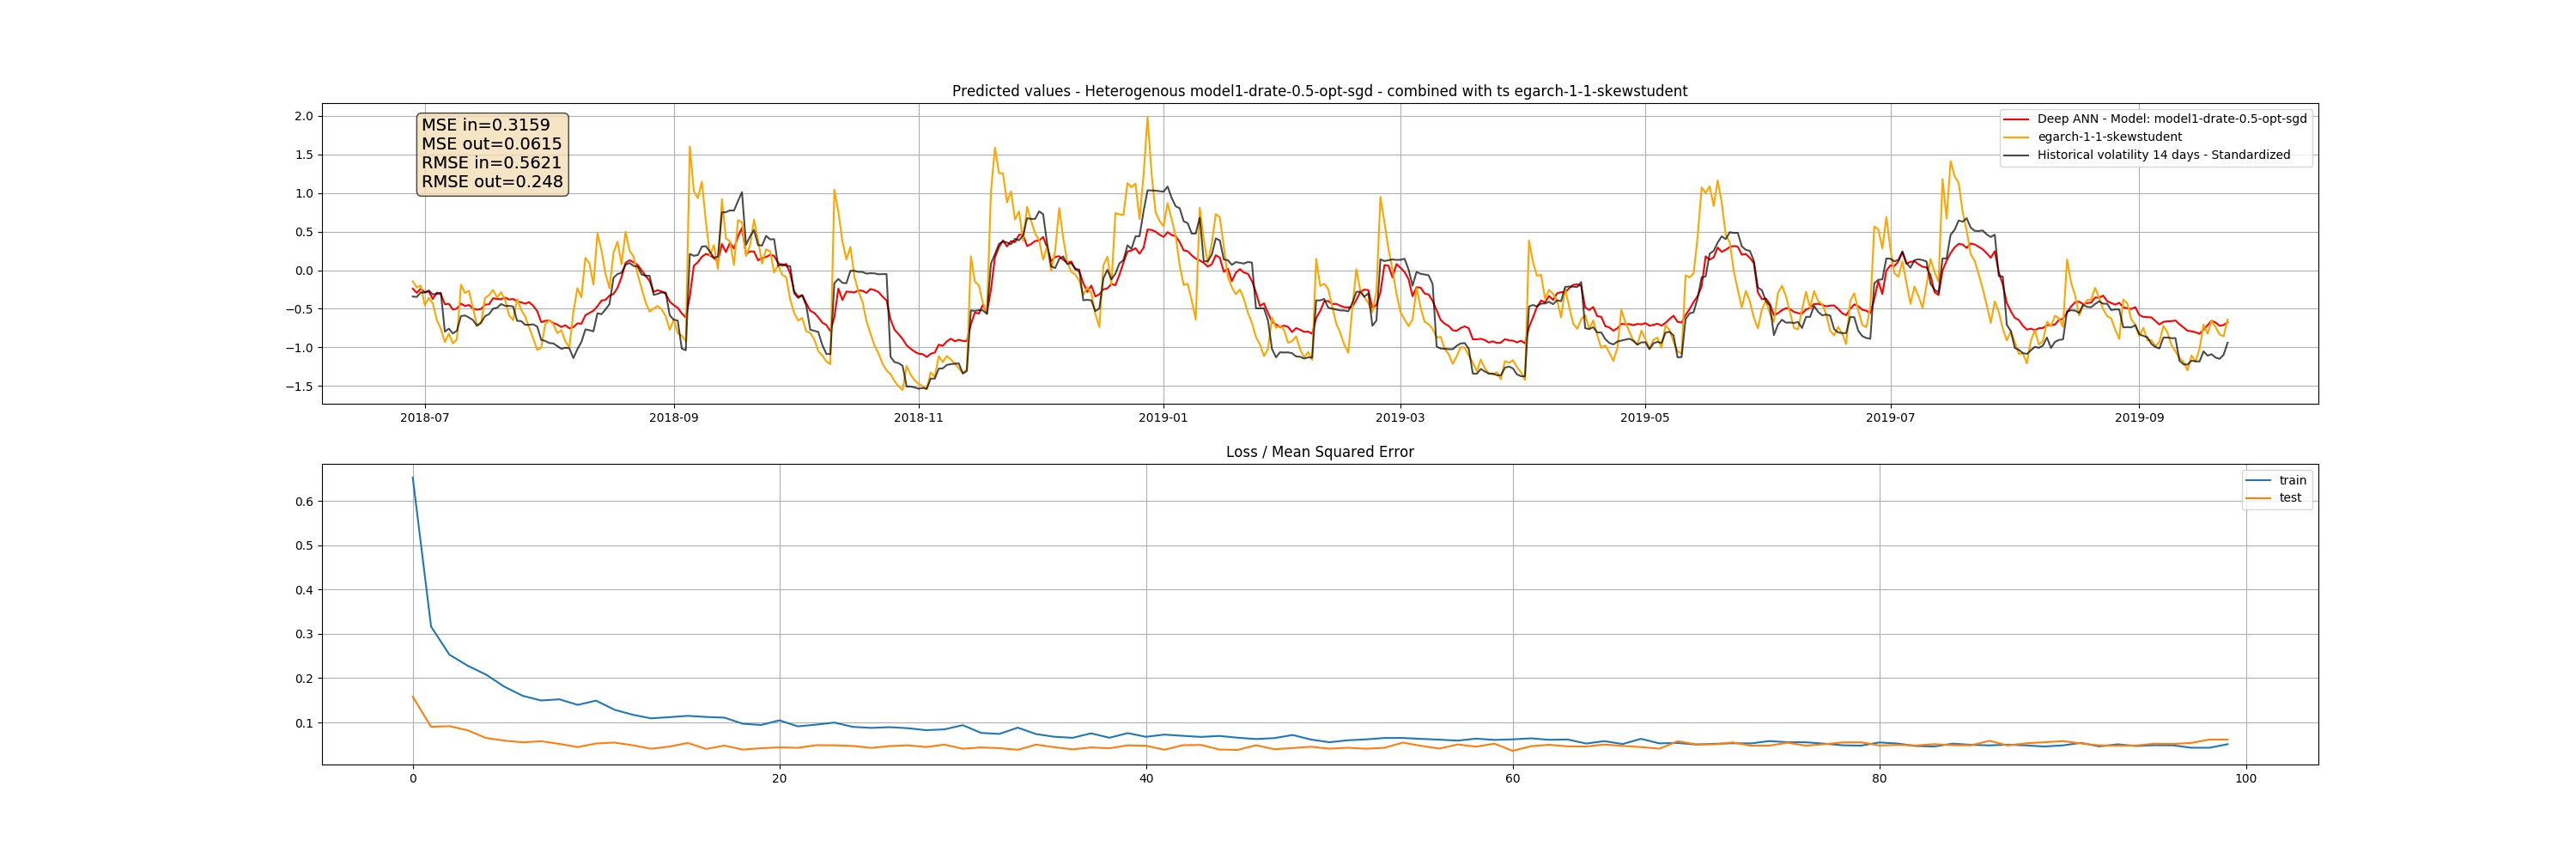 Predicted values - Heterogenous model1-drate-0.5-opt-sgd - combined with ts egarch-1-1-skewstudent
MSE in=0.3159
MSE out=0.0615
RMSE in=0.5621
RMSE out=0.248
Deep ANN - Model: model1-drate-0.5-opt-sgd
egarch-1-1-skewstudent
Historical volatility 14 days - Standardized
2.0
1.5
1.0
0.5
0.0
−0.5
−1.0
−1.5
2018-07 2018-09 2018-11 2019-01 2019-03 2019-05 2019-07 2019-09
Loss / Mean Squared Error
train
test
0.6
0.5
0.4
0.3
0.2
0.1
0 20 40 60 80 100